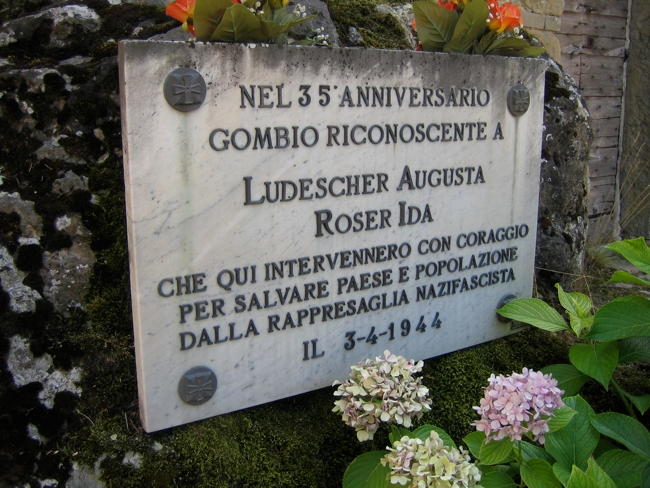 NEL 35° ANNIVERSARIO
GOMBIO RICONOSCENTE A
LUDESCHER AUGUSTA
ROSER IDA
CHE QUI INTERVENNERO CON CORAGGIO
PER SALVARE PAESE E POPOLAZIONE
DALLA RAPPRESAGLIA NAZIFASCISTA
IL 3-4-1944